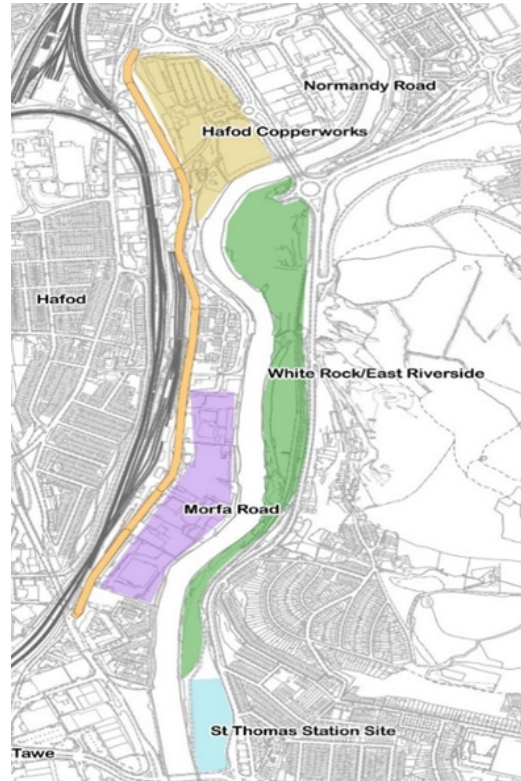 Normandy Road
Hafod Copperworks
Hafod
White Rock/East Riverside
Morfa Road
St Thomas Station Site
Tawe